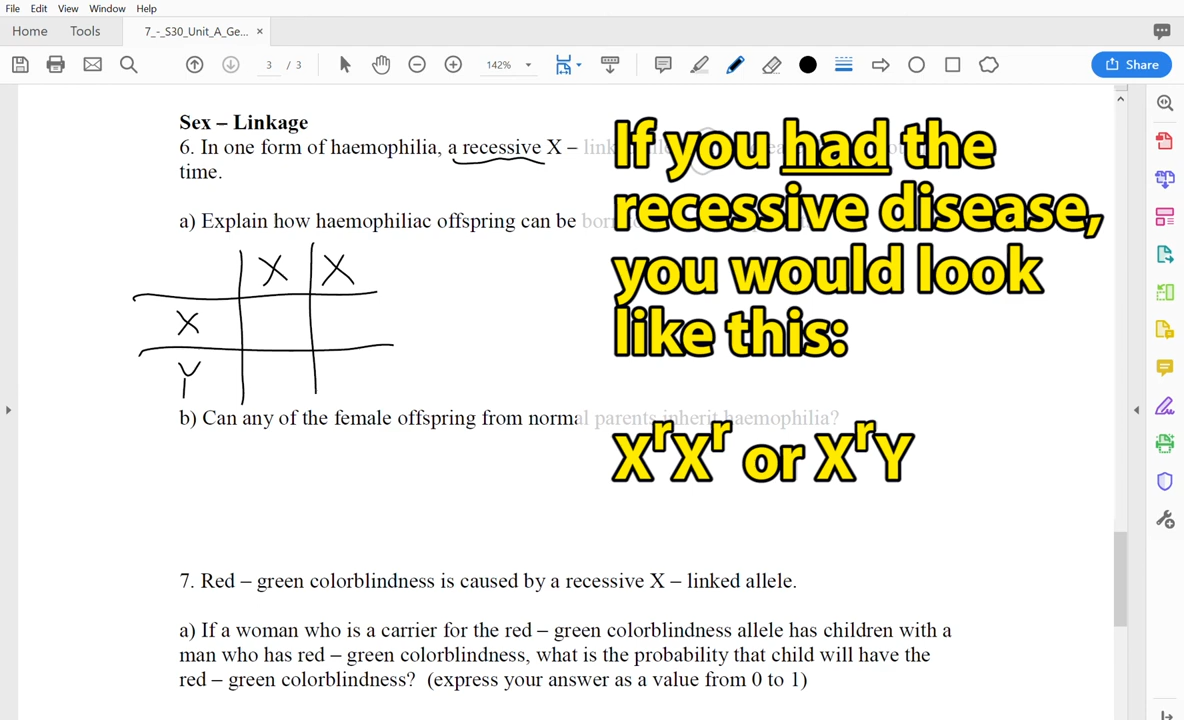 File Edit View Window Help
Home Tools 7_-_S30_Unit_A_Ge... ×
3 / 3 142% Share
Sex – Linkage
6. In one form of haemophilia, a recessive X –
time.
a) Explain how haemophiliac offspring can be
X X
X
Y
b) Can any of the female offspring from normal parents inherit haemophilia?
If you had the
recessive disease,
you would look
like this:
XʳXʳ or XʳY
7. Red – green colorblindness is caused by a recessive X – linked allele.
a) If a woman who is a carrier for the red – green colorblindness allele has children with a
man who has red – green colorblindness, what is the probability that child will have the
red – green colorblindness? (express your answer as a value from 0 to 1)